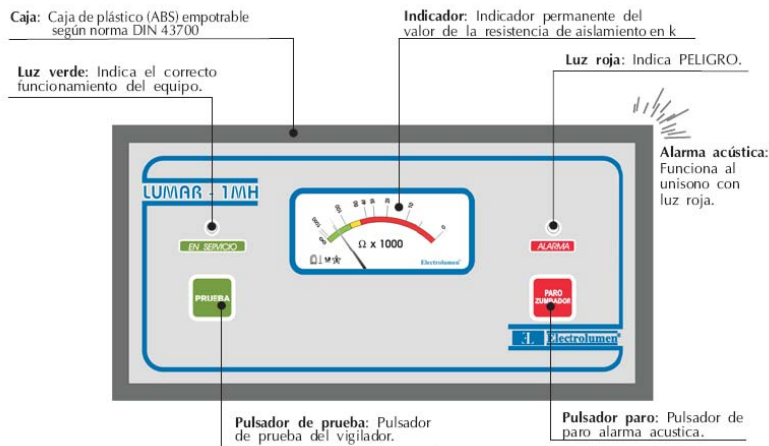 Caja: Caja de plástico (ABS) empotrable
según norma DIN 43700
Indicador: Indicador permanente del
valor de la resistencia de aislamiento en k
Luz verde: Indica el correcto
funcionamiento del equipo.
Luz roja: Indica PELIGRO.
Alarma acústica:
Funciona al
unisono con
luz roja.
LUMAR - 1MH
EN SERVICIO
PRUEBA
Ω x 1000
Electrolumen
ALARMA
PARO
ZUMBADOR
Electrolumen
Pulsador de prueba: Pulsador
de prueba del vigilador.
Pulsador paro: Pulsador de
paro alarma acustica.